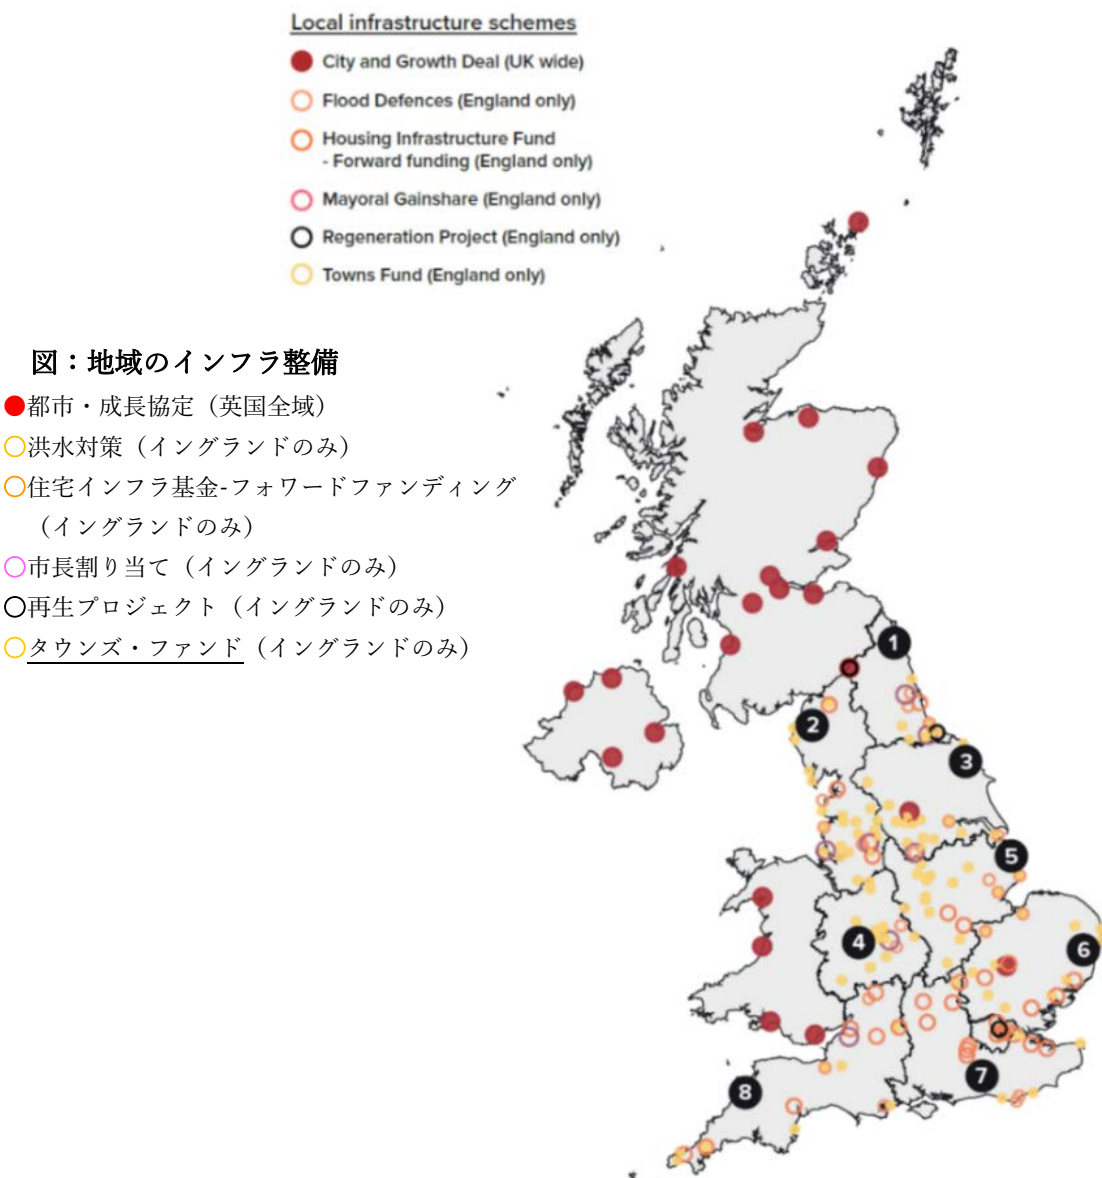 Local infrastructure schemes
City and Growth Deal (UK wide)
Flood Defences (England only)
Housing Infrastructure Fund
- Forward funding (England only)
Mayoral Gainshare (England only)
Regeneration Project (England only)
Towns Fund (England only)
図：地域のインフラ整備
都市・成長協定（英国全域）
洪水対策（イングランドのみ）
住宅インフラ基金-フォワードファンディング
（イングランドのみ）
市長割り当て（イングランドのみ）
再生プロジェクト（イングランドのみ）
タウンズ・ファンド（イングランドのみ）
1
2
3
5
4
6
7
8